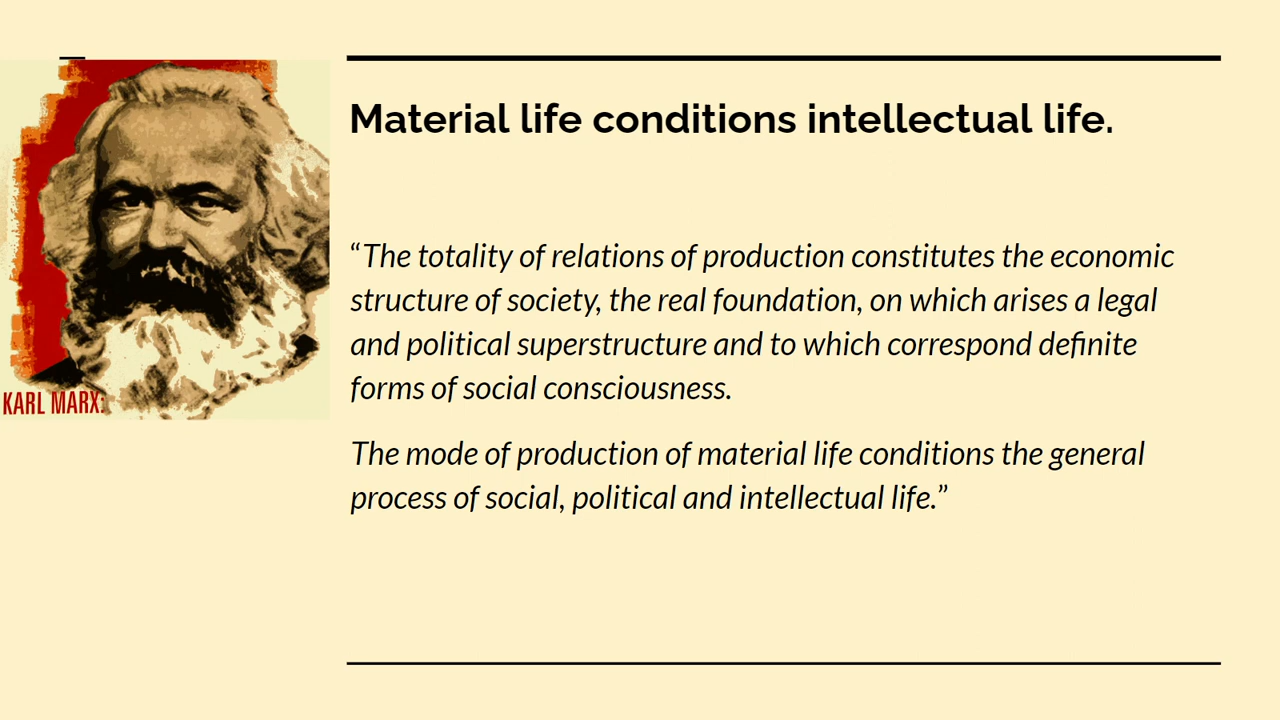 Material life conditions intellectual life.
“The totality of relations of production constitutes the economic
structure of society, the real foundation, on which arises a legal
and political superstructure and to which correspond definite
forms of social consciousness.
The mode of production of material life conditions the general
process of social, political and intellectual life.”
KARL MARX: